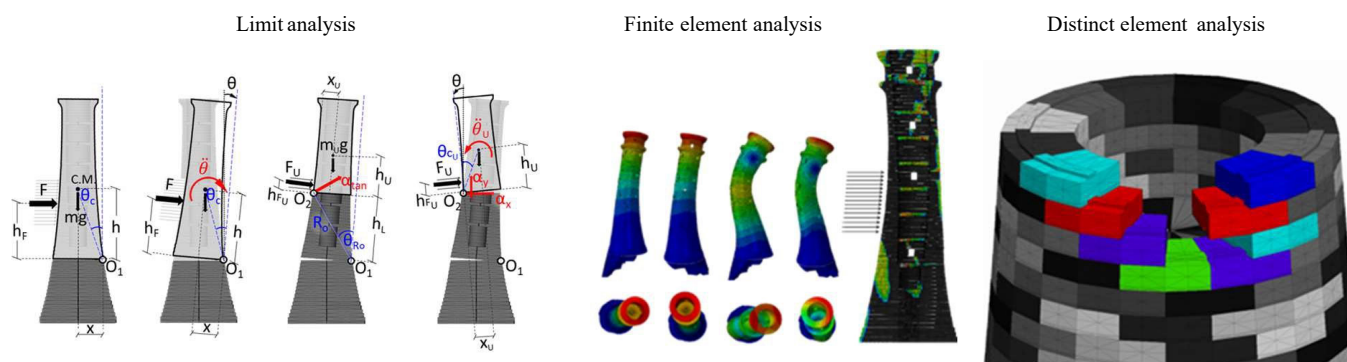 Limit analysis
Finite element analysis
Distinct element analysis
θ
F
C.M.
θc
mg
hF
h
O1
x
θ
θ̈
F
θc
hF
h
O1
x
xU
mUg
FU
αtan
hFU
O2
hU
Ro
θRo
hL
O1
θ
θ̈U
θcU
FU
αy
hFU
O2
αx
hU
O1
xU